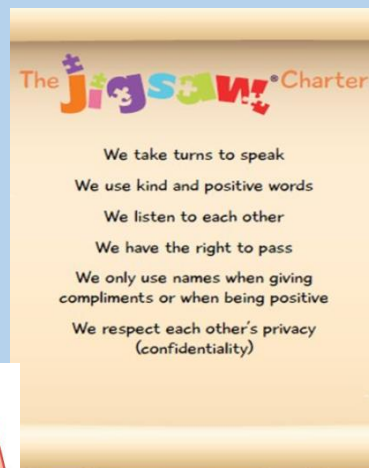 The jigsaw® Charter
We take turns to speak
We use kind and positive words
We listen to each other
We have the right to pass
We only use names when giving
compliments or when being positive
We respect each other's privacy
(confidentiality)